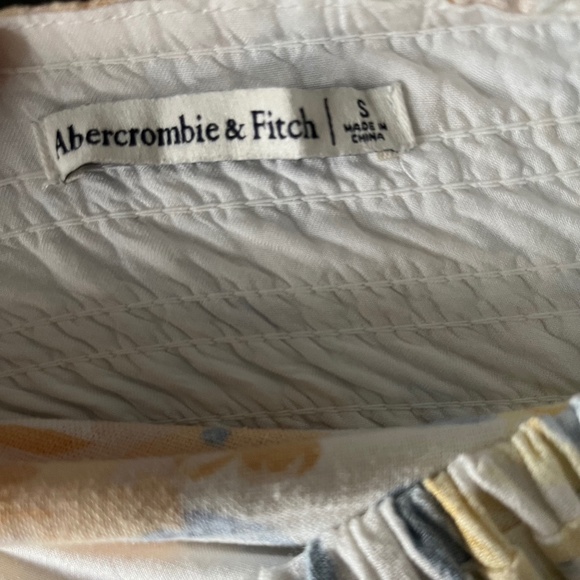 Abercrombie & Fitch | S
MADE IN
CHINA